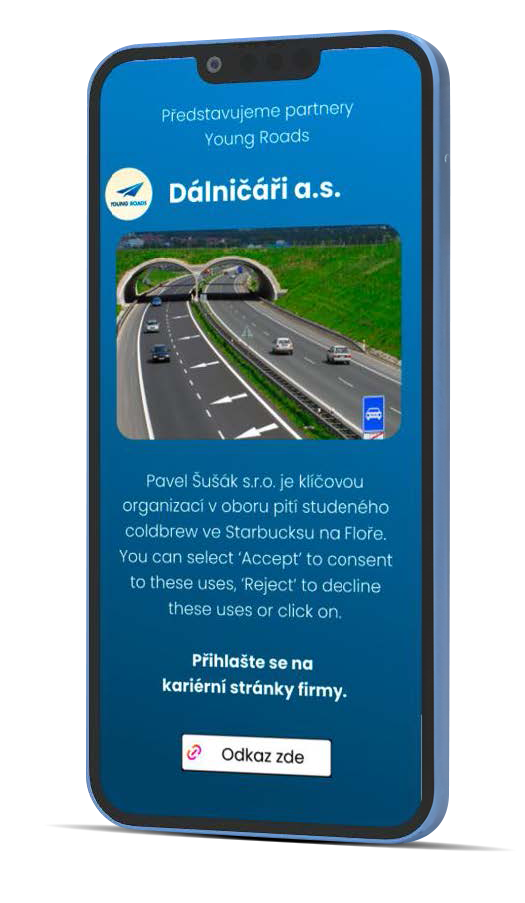 Představujeme partnery
Young Roads
YOUNG ROADS
Dálničáři a.s.
Pavel Šušák s.r.o. je klíčovou
organizací v oboru pití studeného
coldbrew ve Starbucksu na Floře.
You can select ‘Accept’ to consent
to these uses, ‘Reject’ to decline
these uses or click on.
Přihlašte se na
kariérní stránky firmy.
Odkaz zde